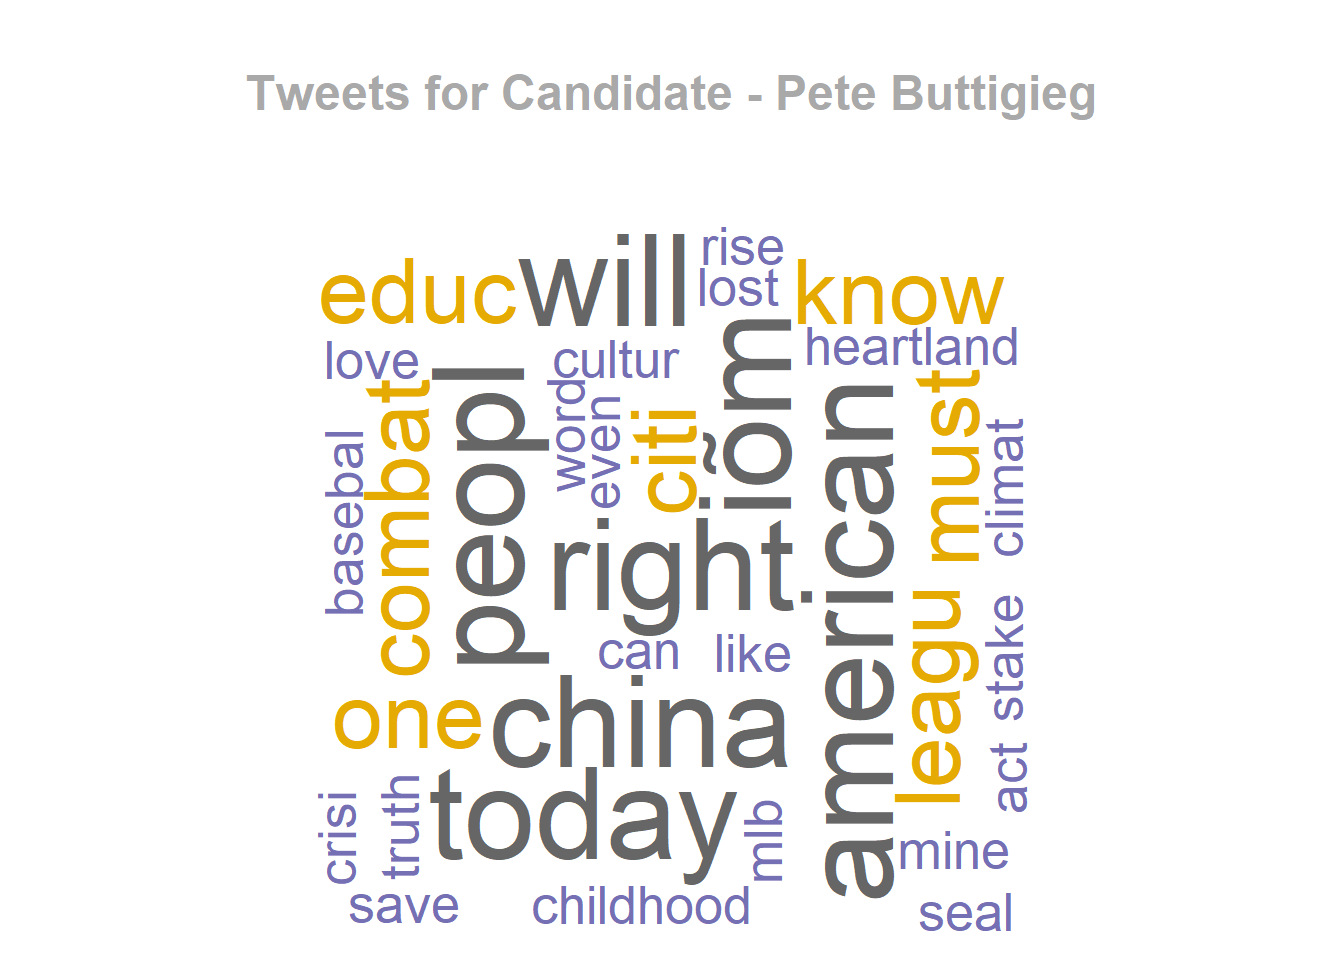 Tweets for Candidate - Pete Buttigieg
rise
educ
will
lost
know
love
cultur
heartland
combat
peopl
word
even
citi
iõm
american
must
climat
basebal
right
can
like
leagu
stake
one
china
act
crisi
truth
today
mlb
mine
save
childhood
seal